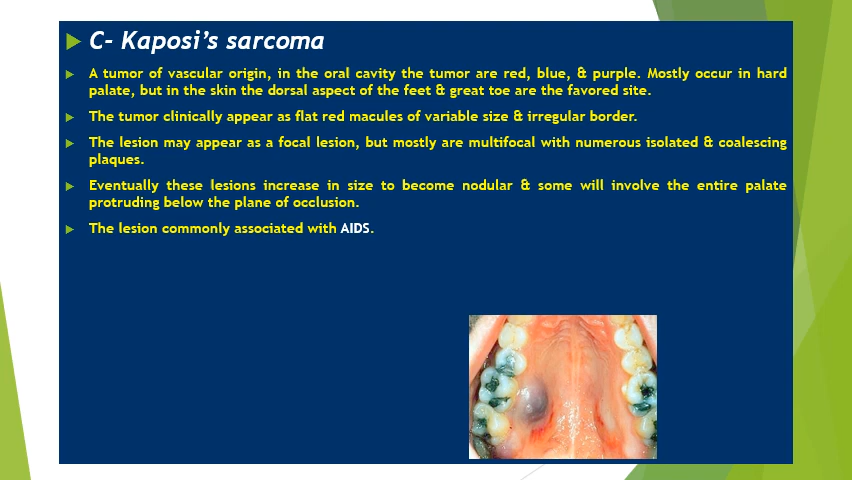 C- Kaposi's sarcoma
A tumor of vascular origin, in the oral cavity the tumor are red, blue, & purple. Mostly occur in hard
palate, but in the skin the dorsal aspect of the feet & great toe are the favored site.
The tumor clinically appear as flat red macules of variable size & irregular border.
The lesion may appear as a focal lesion, but mostly are multifocal with numerous isolated & coalescing
plaques.
Eventually these lesions increase in size to become nodular & some will involve the entire palate
protruding below the plane of occlusion.
The lesion commonly associated with AIDS.